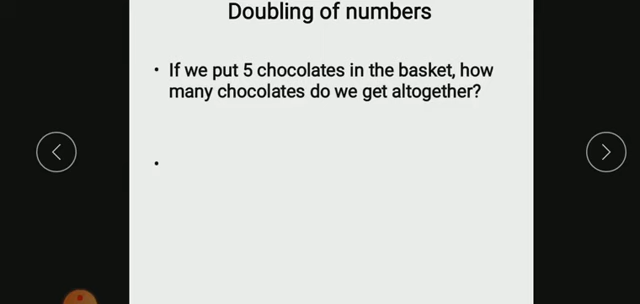 Doubling of numbers
• If we put 5 chocolates in the basket, how
many chocolates do we get altogether?
•